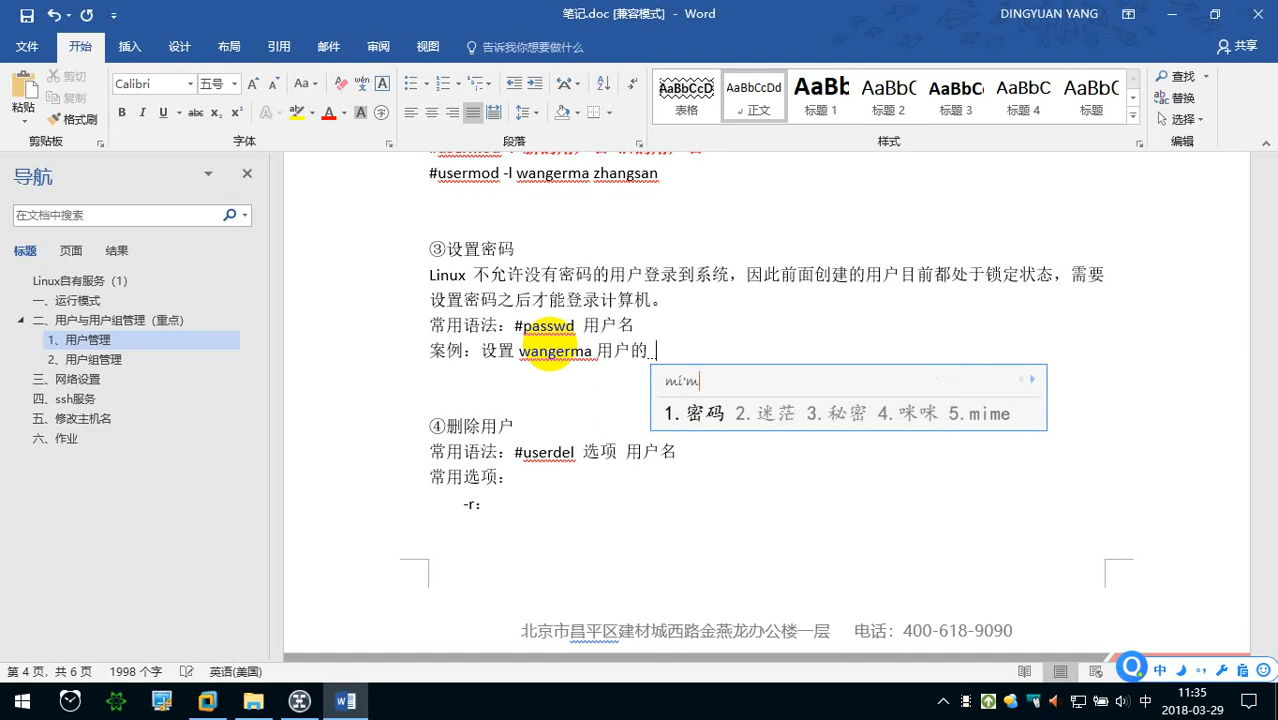 笔记.doc [兼容模式] - Word
DINGYUAN YANG
文件 开始 插入 设计 布局 引用 邮件 审阅 视图 告诉我你想要做什么 共享
粘贴
剪切
复制
格式刷
剪贴板
Calibri 五号
字体
段落
AaBbCcD 表格
AaBbCcDd 正文
AaBb 标题 1
AaBbC 标题 2
AaBbC 标题 3
AaBbC 标题 4
AaBbC 标题
样式
查找
替换
选择
编辑
导航
在文档中搜索
标题 页面 结果
Linux自有服务（1）
一、运行模式
二、用户与用户组管理（重点）
1、用户管理
2、用户组管理
三、网络设置
四、ssh服务
五、修改主机名
六、作业
#usermod -l wangerma zhangsan
③设置密码
Linux 不允许没有密码的用户登录到系统，因此前面创建的用户目前都处于锁定状态，需要
设置密码之后才能登录计算机。
常用语法：#passwd 用户名
案例：设置 wangerma 用户的
mi'm
1.密码 2.迷茫 3.秘密 4.咪咪 5.mime
④删除用户
常用语法：#userdel 选项 用户名
常用选项：
-r：
北京市昌平区建材城西路金燕龙办公楼一层 电话：400-618-9090
第 4 页，共 6 页 1998 个字 英语(美国)
中
中
11:35
2018-03-29